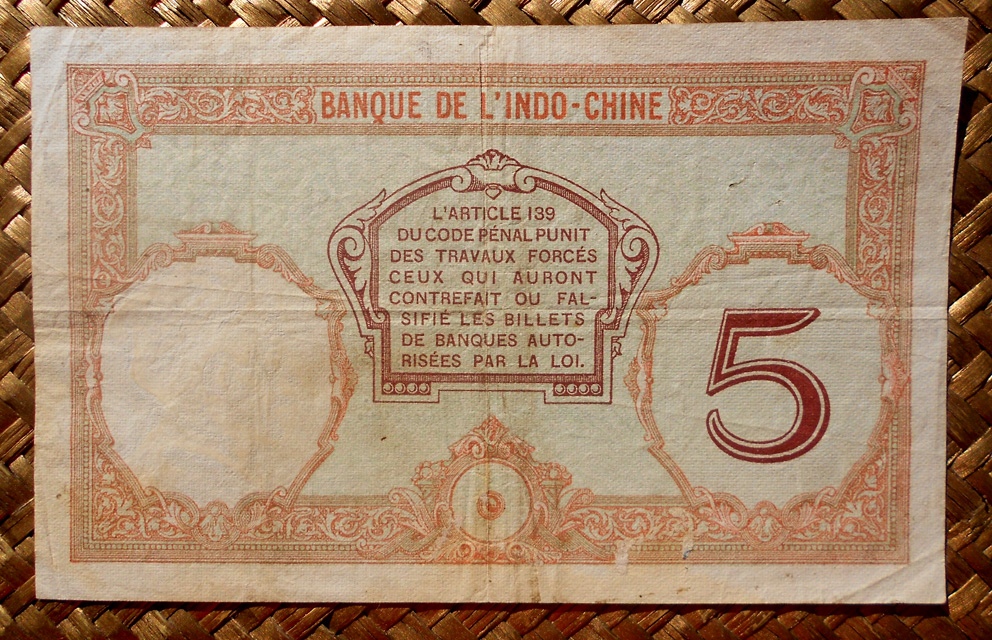 BANQUE DE L'INDO-CHINE
L'ARTICLE 139
DU CODE PÉNAL PUNIT
DES TRAVAUX FORCÉS
CEUX QUI AURONT
CONTREFAIT OU FAL-
SIFIÉ LES BILLETS
DE BANQUES AUTO-
RISÉES PAR LA LOI.
5